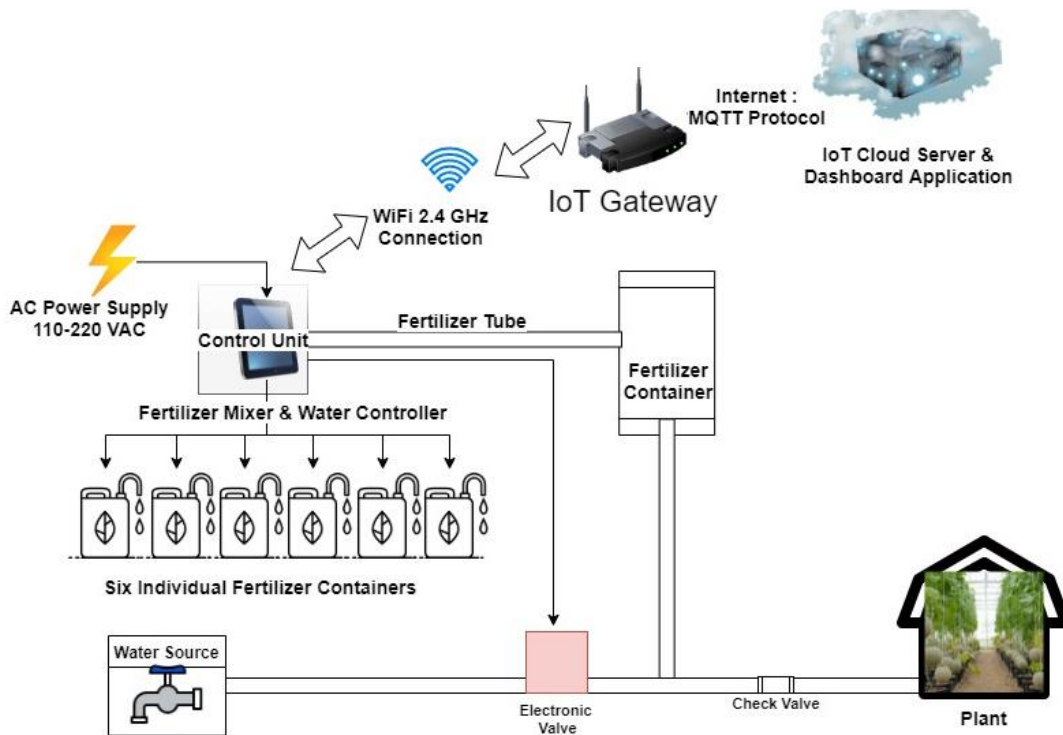 Internet :
MQTT Protocol
IoT Cloud Server &
Dashboard Application
IoT Gateway
WiFi 2.4 GHz
Connection
AC Power Supply
110-220 VAC
Control Unit
Fertilizer Tube
Fertilizer
Container
Fertilizer Mixer & Water Controller
Six Individual Fertilizer Containers
Water Source
Electronic
Valve
Check Valve
Plant